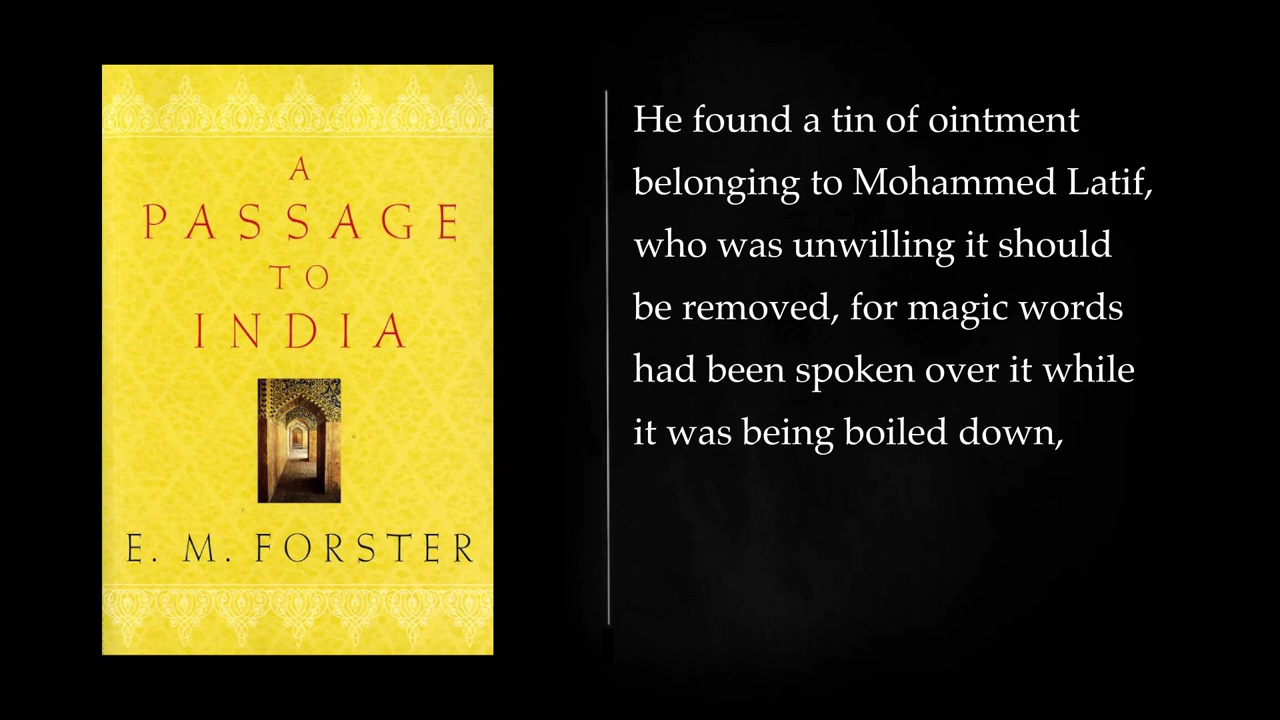 A
PASSAGE
TO
INDIA
E. M. FORSTER
He found a tin of ointment
belonging to Mohammed Latif,
who was unwilling it should
be removed, for magic words
had been spoken over it while
it was being boiled down,